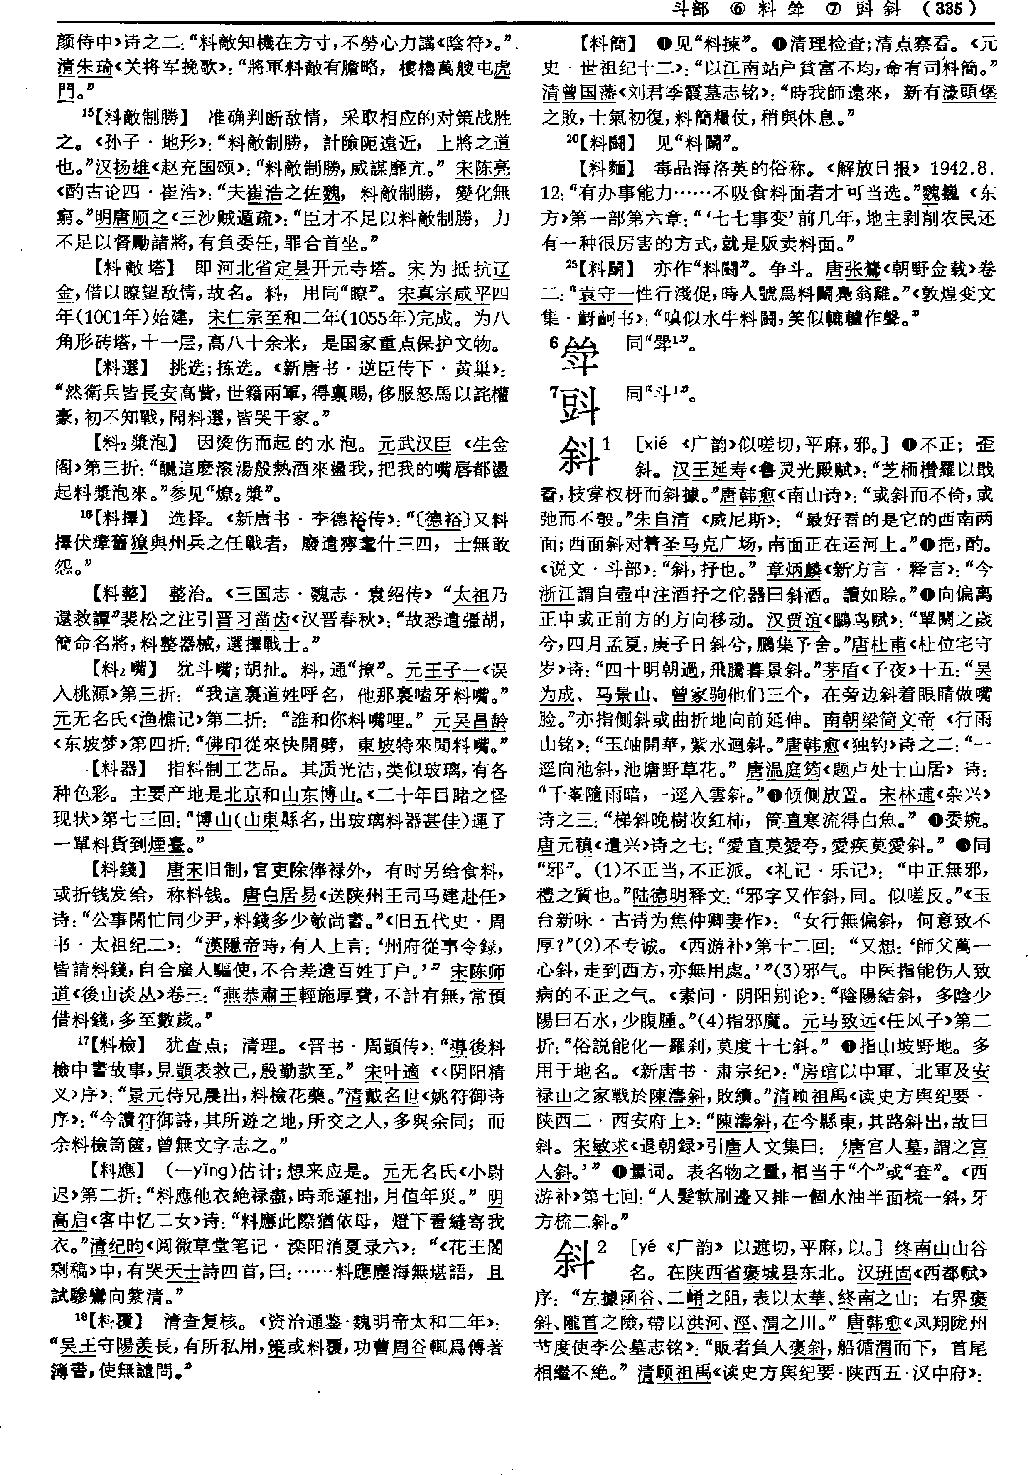 斗部 ⑥ 料 斝 ⑦ 㪷 斜 (335)
颜侍中>诗之二：“料敵知機在方寸，不勞心力講<陰符>。”
清朱琦<关将军挽歌>：“將軍料敵有膽略，樓櫓萬艘屯虎
門。”
¹⁵【料敵制勝】 准确判断敌情，采取相应的对策战胜
之。<孙子·地形>：“料敵制勝，計險阨遠近，上將之道
也。”汉扬雄<赵充国颂>：“料敵制勝，威謀靡亢。”宋陈亮
<酌古论四·崔浩>：“夫崔浩之佐魏，料敵制勝，變化無
窮。”明唐顺之<三沙贼遁疏>：“臣才不足以料敵制勝，力
不足以督勵諸將，有負委任，罪合首坐。”
【料敵塔】 即河北省定县开元寺塔。宋为抵抗辽
金，借以瞭望敌情，故名。料，用同“瞭”。宋真宗咸平四
年(1001年)始建，宋仁宗至和二年(1055年)完成。为八
角形砖塔，十一层，高八十余米，是国家重点保护文物。
【料選】 挑选；拣选。<新唐书·逆臣传下·黄巢>：
“然衛兵皆長安高貲，世籍兩軍，得稟賜，侈服怒馬以詫權
豪，初不知戰，聞料選，皆哭于家。”
【料₂漿泡】 因烫伤而起的水泡。元武汉臣<生金
阁>第三折：“醲這麽滚湯般熱酒來盪我，把我的嘴唇都盪
起料漿泡來。”参见“燎₂漿”。
¹⁶【料擇】 选择。<新唐书·李德裕传>：“〔德裕〕又料
擇伏瘴舊獠與州兵之任戰者，廢遣獰耄什三四，士無敢
怨。”
【料整】 整治。<三国志·魏志·袁绍传>“太祖乃
還救譚”裴松之注引晋习凿齿<汉晋春秋>：“故悉遣彊胡，
簡命名將，料整器械，選擇戰士。”
【料₂嘴】 犹斗嘴；胡扯。料，通“撩”。元王子一<误
入桃源>第三折：“我這裏道姓呼名，他那裏嗑牙料嘴。”
元无名氏<渔樵记>第二折：“誰和你料嘴哩。”元吴昌龄
<东坡梦>第四折：“佛印從來快開劈，東坡特來閒料嘴。”
【料器】 指料制工艺品。其质光洁，类似玻璃，有各
种色彩。主要产地是北京和山东博山。<二十年目睹之怪
现状>第七三回：“博山(山東縣名，出玻璃料器甚佳)運了
一單料貨到煙臺。”
【料錢】 唐宋旧制，官吏除俸禄外，有时另给食料，
或折钱发给，称料钱。唐白居易<送陕州王司马建赴任>
诗：“公事閑忙同少尹，料錢多少敵尚書。”<旧五代史·周
书·太祖纪二>：“漢隱帝時，有人上言：‘州府從事令録，
皆請料錢，自合雇人驅使，不合差遣百姓丁户。’”宋陈师
道<後山谈丛>卷三：“燕恭肅王輕施厚費，不計有無，常預
借料錢，多至數歲。”
¹⁷【料檢】 犹查点；清理。<晋书·周顗传>：“導後料
檢中書故事，見顗表救己，殷勤款至。”宋叶適<<阴阳精
义>序>：“景元侍兄晨出，料檢花藥。”清戴名世<姚符御诗
序>：“今讀符御詩，其所遊之地，所交之人，多與余同；而
余料檢笥篋，曾無文字志之。”
【料應】 (—yīng)估计；想来应是。元无名氏<小尉
迟>第二折：“料應他衣絶禄盡，時乖運拙，月值年災。”明
高启<客中忆二女>诗：“料應此際猶依母，燈下看縫寄我
衣。”清纪昀<阅微草堂笔记·滦阳消夏录六>：“<花王閣
剩稿>中，有哭天士詩四首，曰：……料應塵海無堪語，且
試驂鸞向紫清。”
¹⁸【料覆】 清查复核。<资治通鉴·魏明帝太和二年>：
“吴王守陽羨長，有所私用，策或料覆，功曹周谷輒爲傅著
簿書，使無譴問。”
【料簡】 ❶见“料揀”。❷清理检查；清点察看。<元
史·世祖纪十二>：“以江南站户貧富不均，命有司料簡。”
清曾国藩<刘君季霞墓志铭>：“時我師遠來，新有濠頭堡
之敗，士氣初復，料簡糧仗，稍與休息。”
²⁰【料鬪】 见“料鬭”。
【料麵】 毒品海洛英的俗称。<解放日报>1942.8.
12：“有办事能力……不吸食料面者才可当选。”魏巍<东
方>第一部第六章：“‘七七事变’前几年，地主剥削农民还
有一种很厉害的方式，就是贩卖料面。”
²⁵【料鬭】 亦作“料鬪”。争斗。唐张鷟<朝野佥载>卷
二：“袁守一性行淺促，時人號爲料鬭鳧翁雞。”<敦煌变文
集·䶗䶗书>：“嗔似水牛料鬭，笑似轆轤作聲。”
⁶斝 同“斝¹”。
⁷㪷 同“斗¹”。
斜1 [xié <广韵>似嗟切，平麻，邪。] ❶不正；歪
斜。汉王延寿<鲁灵光殿赋>：“芝栭欑羅以戢
孴，枝掌杈枒而斜據。”唐韩愈<南山诗>：“或斜而不倚，或
弛而不彀。”朱自清<威尼斯>：“最好看的是它的西南两
面；西面斜对着圣马克广场，南面正在运河上。”❷挹，酌。
<说文·斗部>：“斜，抒也。”章炳麟<新方言·释言>：“今
浙江謂自壺中注酒抒之佗器曰斜酒。讀如賒。”❸向偏离
正中或正前方的方向移动。汉贾谊<鵩鸟赋>：“單閼之歲
兮，四月孟夏，庚子日斜兮，鵩集予舍。”唐杜甫<杜位宅守
岁>诗：“四十明朝過，飛騰暮景斜。”茅盾<子夜>十五：“吴
为成、马景山、曾家驹他们三个，在旁边斜着眼睛做嘴
脸。”亦指侧斜或曲折地向前延伸。南朝梁简文帝<行雨
山铭>：“玉岫開華，紫水迴斜。”唐韩愈<独钓>诗之二：“一
逕向池斜，池塘野草花。”唐温庭筠<题卢处士山居>诗：
“千峯隨雨暗，一逕入雲斜。”❹倾侧放置。宋林逋<杂兴>
诗之三：“梯斜晚樹收紅柿，筒直寒流得白魚。”❺委婉。
唐元稹<遣兴>诗之七：“愛直莫愛夸，愛疾莫愛斜。”❻同
“邪”。(1)不正当，不正派。<礼记·乐记>：“中正無邪，
禮之質也。”陆德明释文：“邪字又作斜，同。似嗟反。”<玉
台新咏·古诗为焦仲卿妻作>：“女行無偏斜，何意致不
厚？”(2)不专诚。<西游补>第十二回：“又想：‘師父萬一
心斜，走到西方，亦無用處。’”(3)邪气。中医指能伤人致
病的不正之气。<素问·阴阳别论>：“陰陽結斜，多陰少
陽曰石水，少腹腫。”(4)指邪魔。元马致远<任风子>第二
折：“俗說能化一羅刹，莫度十七斜。”❼指山坡野地。多
用于地名。<新唐书·肃宗纪>：“房琯以中軍、北軍及安
禄山之家戰於陳濤斜，敗績。”清顾祖禹<读史方舆纪要·
陕西二·西安府上>：“陳濤斜，在今縣東，其路斜出，故曰
斜。宋敏求<退朝録>引唐人文集曰：‘唐宫人墓，謂之宫
人斜。’”❽量词。表名物之量，相当于“个”或“套”。<西
游补>第七回：“人髮軟刷邊又排一個水油半面梳一斜，牙
方梳二斜。”
斜2 [yé <广韵>以遮切，平麻，以。] 终南山山谷
名。在陕西省褒城县东北。汉班固<西都赋>
序：“左據函谷、二崤之阻，表以太華、終南之山；右界褒
斜、隴首之險，帶以洪河、涇、渭之川。”唐韩愈<凤翔陇州
节度使李公墓志铭>：“販者負人褒斜，船循渭而下，首尾
相繼不絶。”清顾祖禹<读史方舆纪要·陕西五·汉中府>：